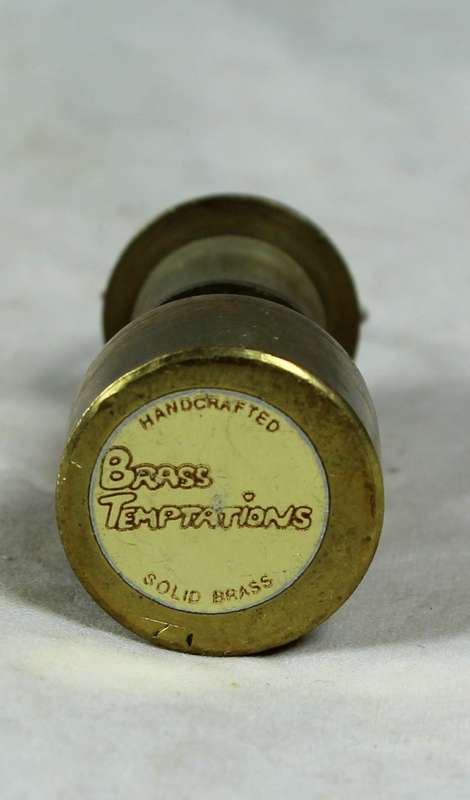 HANDCRAFTED
BRASS
TEMPTATIONS
SOLID BRASS